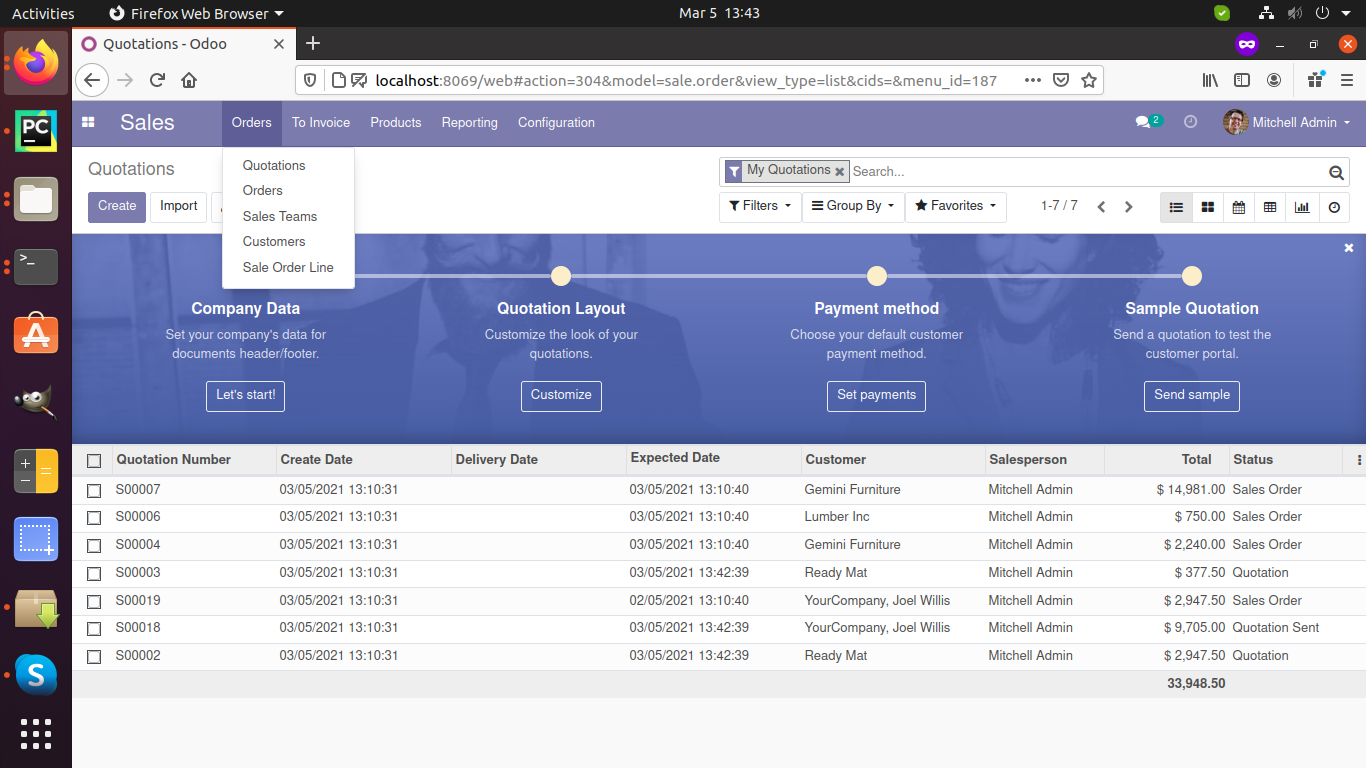 Activities Firefox Web Browser Mar 5 13:43
Quotations - Odoo
localhost:8069/web#action=304&model=sale.order&view_type=list&cids=&menu_id=187
Sales Orders To Invoice Products Reporting Configuration 2 Mitchell Admin
Quotations
Orders
Sales Teams
Customers
Sale Order Line
Quotations
My Quotations Search...
Create Import
Filters Group By Favorites 1-7 / 7
Company Data
Set your company's data for
documents header/footer.
Let's start!
Quotation Layout
Customize the look of your
quotations.
Customize
Payment method
Choose your default customer
payment method.
Set payments
Sample Quotation
Send a quotation to test the
customer portal.
Send sample
Quotation Number Create Date Delivery Date Expected Date Customer Salesperson Total Status
S00007 03/05/2021 13:10:31 03/05/2021 13:10:40 Gemini Furniture Mitchell Admin $ 14,981.00 Sales Order
S00006 03/05/2021 13:10:31 03/05/2021 13:10:40 Lumber Inc Mitchell Admin $ 750.00 Sales Order
S00004 03/05/2021 13:10:31 03/05/2021 13:10:40 Gemini Furniture Mitchell Admin $ 2,240.00 Sales Order
S00003 03/05/2021 13:10:31 03/05/2021 13:42:39 Ready Mat Mitchell Admin $ 377.50 Quotation
S00019 03/05/2021 13:10:31 02/05/2021 13:10:40 YourCompany, Joel Willis Mitchell Admin $ 2,947.50 Sales Order
S00018 03/05/2021 13:10:31 03/05/2021 13:42:39 YourCompany, Joel Willis Mitchell Admin $ 9,705.00 Quotation Sent
S00002 03/05/2021 13:10:31 03/05/2021 13:42:39 Ready Mat Mitchell Admin $ 2,947.50 Quotation
33,948.50
PC
>_
A
S